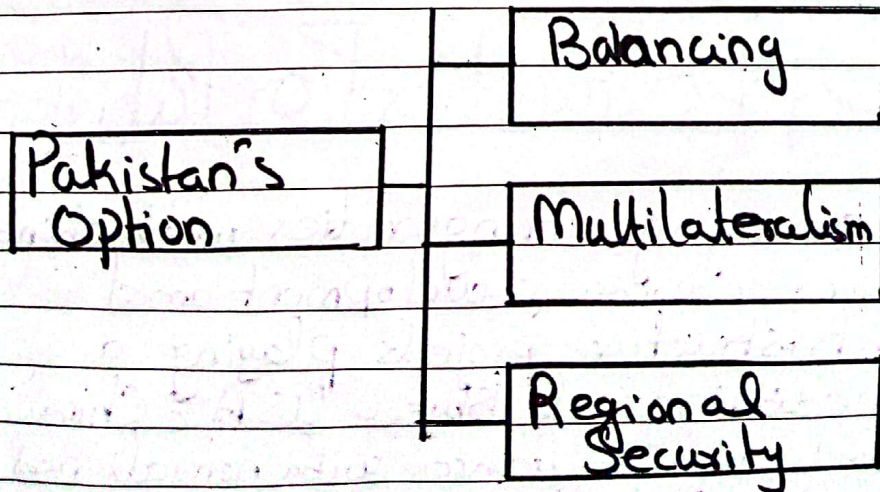 Balancing
Pakistan's
Option
Multilateralism
Regional
Security